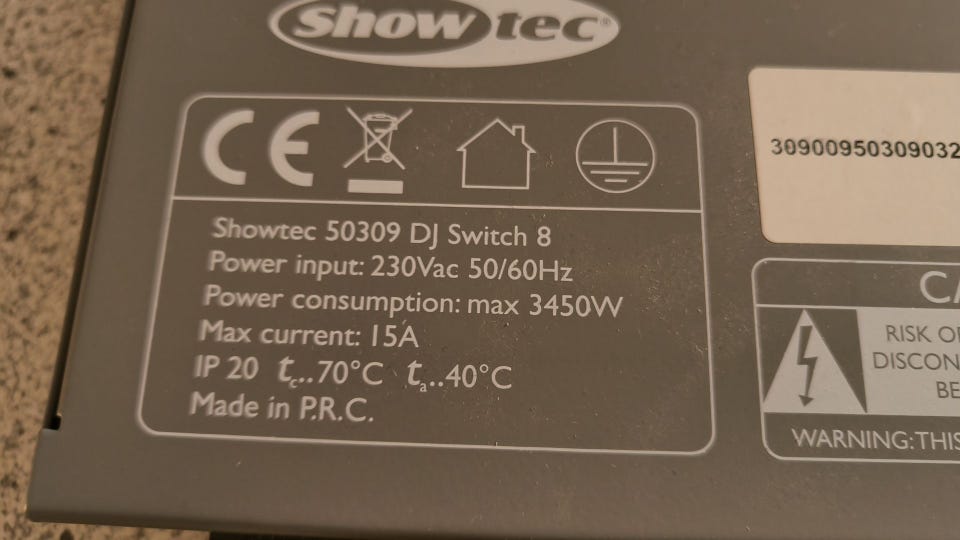 showtec®
CE
Showtec 50309 DJ Switch 8
Power input: 230Vac 50/60Hz
Power consumption: max 3450W
Max current: 15A
IP 20 tc..70°C ta..40°C
Made in P.R.C.
30900950309032
RISK
DISCON
BE
WARNING: THIS